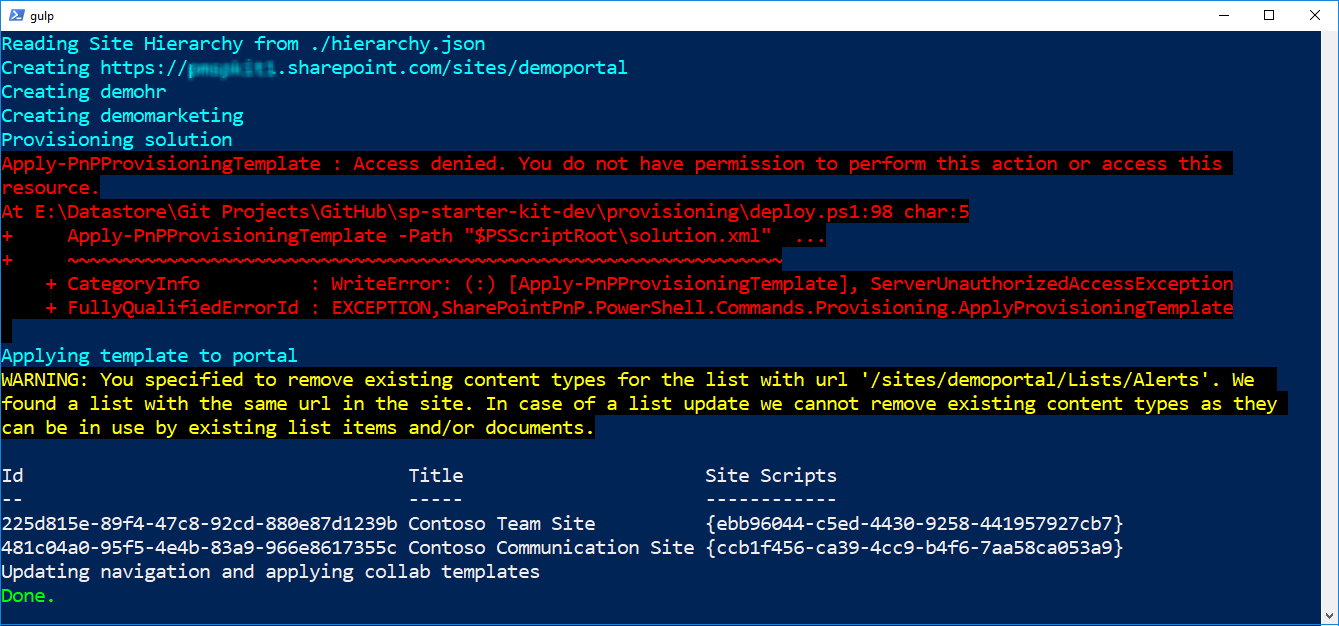 gulp
Reading Site Hierarchy from ./hierarchy.json
Creating https://.sharepoint.com/sites/demoportal
Creating demohr
Creating demomarketing
Provisioning solution
Apply-PnPProvisioningTemplate : Access denied. You do not have permission to perform this action or access this
resource.
At E:\Datastore\Git Projects\GitHub\sp-starter-kit-dev\provisioning\deploy.ps1:98 char:5
+     Apply-PnPProvisioningTemplate -Path "$PSScriptRoot\solution.xml"  ...
+     ~~~~~~~~~~~~~~~~~~~~~~~~~~~~~~~~~~~~~~~~~~~~~~~~~~~~~~~~~~~~~~~~~
    + CategoryInfo          : WriteError: (:) [Apply-PnPProvisioningTemplate], ServerUnauthorizedAccessException
    + FullyQualifiedErrorId : EXCEPTION,SharePointPnP.PowerShell.Commands.Provisioning.ApplyProvisioningTemplate
Applying template to portal
WARNING: You specified to remove existing content types for the list with url '/sites/demoportal/Lists/Alerts'. We
found a list with the same url in the site. In case of a list update we cannot remove existing content types as they
can be in use by existing list items and/or documents.
Id                                   Title                      Site Scripts
--                                   -----                      ------------
225d815e-89f4-47c8-92cd-880e87d1239b Contoso Team Site          {ebb96044-c5ed-4430-9258-441957927cb7}
481c04a0-95f5-4e4b-83a9-966e8617355c Contoso Communication Site {ccb1f456-ca39-4cc9-b4f6-7aa58ca053a9}
Updating navigation and applying collab templates
Done.